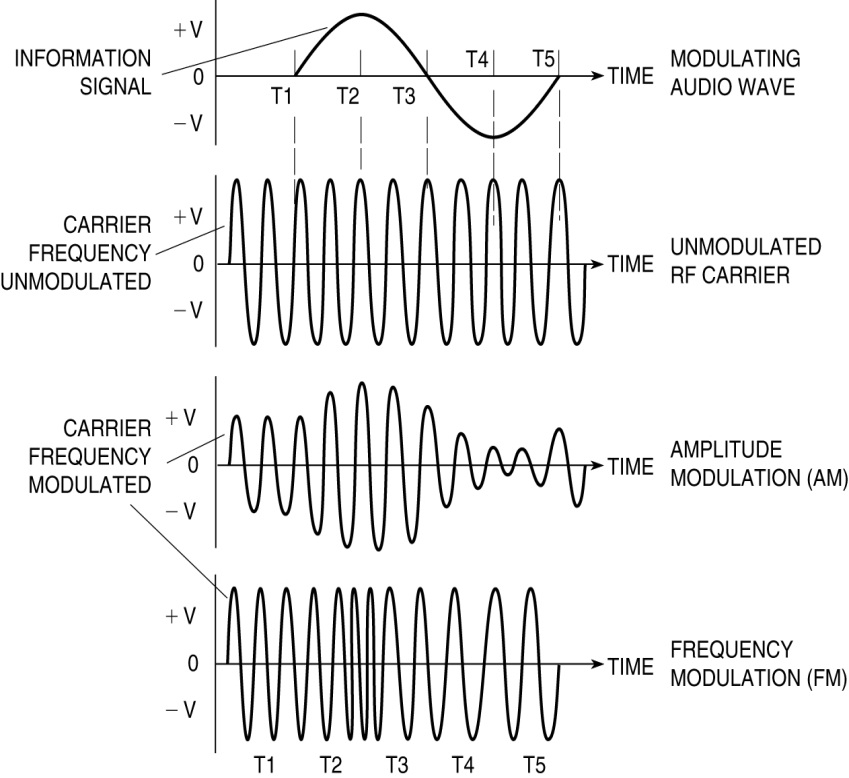 +V
INFORMATION
SIGNAL
0
–V
T1
T2
T3
T4
T5
TIME
MODULATING
AUDIO WAVE
CARRIER
FREQUENCY
UNMODULATED
+V
0
–V
TIME
UNMODULATED
RF CARRIER
CARRIER
FREQUENCY
MODULATED
+V
0
–V
TIME
AMPLITUDE
MODULATION (AM)
+V
0
–V
TIME
FREQUENCY
MODULATION (FM)
T1 T2 T3 T4 T5